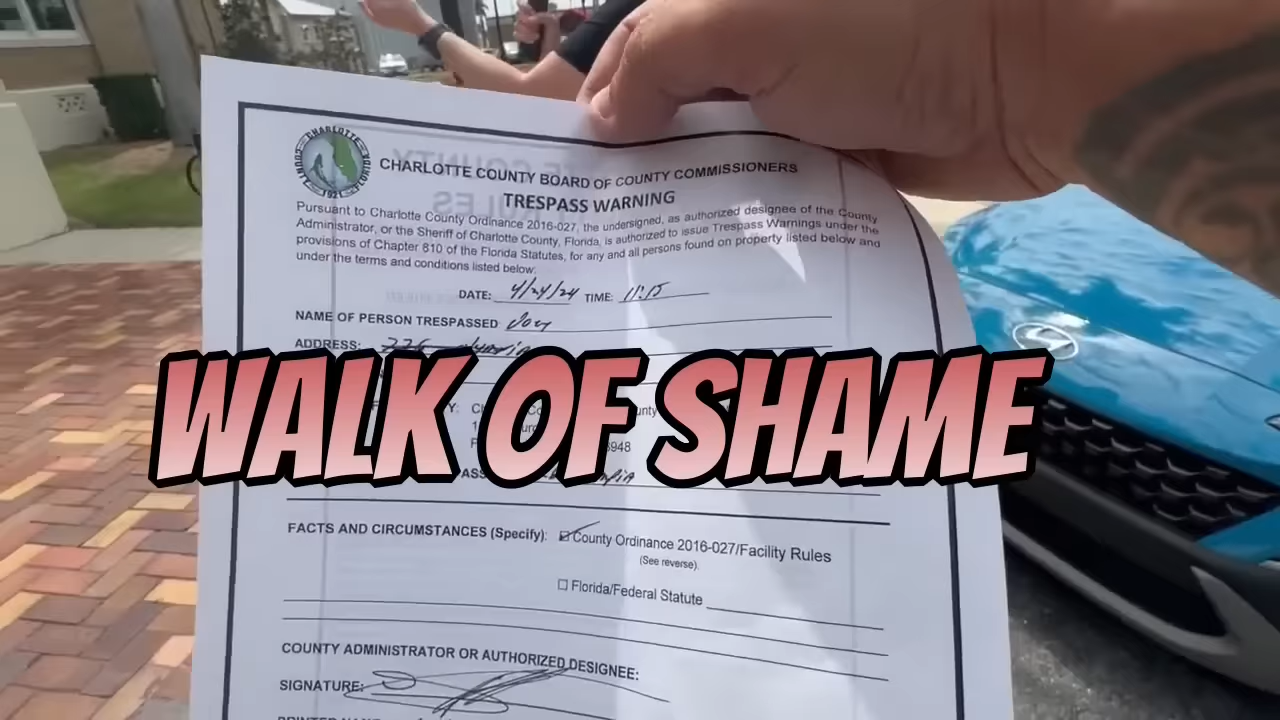 CHARLOTTE COUNTY FLORIDA 1921
CHARLOTTE COUNTY BOARD OF COUNTY COMMISSIONERS
TRESPASS WARNING
Pursuant to Charlotte County Ordinance 2016-027, the undersigned, as authorized designee of the County
Administrator, or the Sheriff of Charlotte County, Florida, is authorized to issue Trespass Warnings under the
provisions of Chapter 810 of the Florida Statutes, for any and all persons found on property listed below and
under the terms and conditions listed below:
DATE: 4/24/24 TIME: 11:15
NAME OF PERSON TRESPASSED
ADDRESS:
WALK OF SHAME
FACTS AND CIRCUMSTANCES (Specify): County Ordinance 2016-027/Facility Rules
(See reverse).
Florida/Federal Statute
COUNTY ADMINISTRATOR OR AUTHORIZED DESIGNEE:
SIGNATURE: